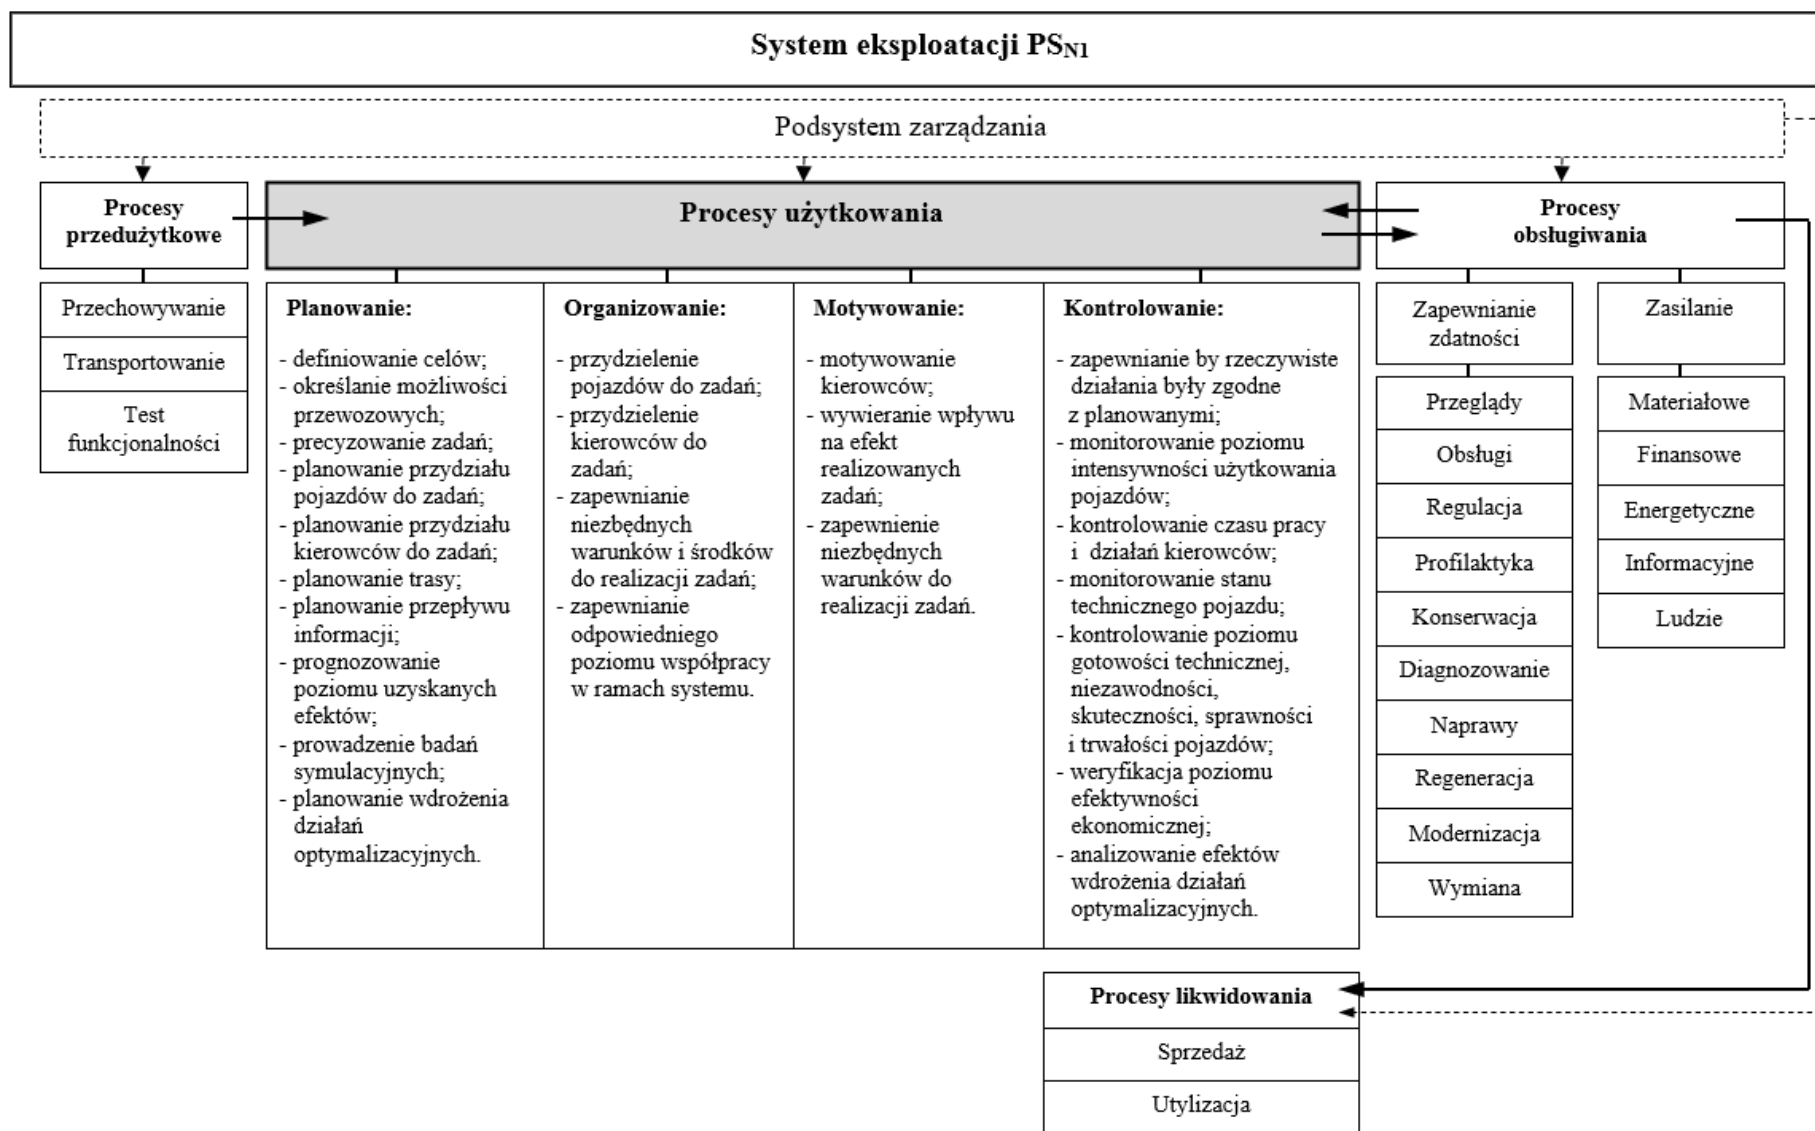 System eksploatacji PSN1
Podsystem zarządzania
Procesy
przedużytkowe
Przechowywanie
Transportowanie
Test
funkcjonalności
Procesy użytkowania
Planowanie:
- definiowanie celów;
- określanie możliwości
przewozowych;
- precyzowanie zadań;
- planowanie przydziału
pojazdów do zadań;
- planowanie przydziału
kierowców do zadań;
- planowanie trasy;
- planowanie przepływu
informacji;
- prognozowanie
poziomu uzyskanych
efektów;
- prowadzenie badań
symulacyjnych;
- planowanie wdrożenia
działań
optymalizacyjnych.
Organizowanie:
- przydzielenie
pojazdów do zadań;
- przydzielenie
kierowców do
zadań;
- zapewnianie
niezbędnych
warunków i środków
do realizacji zadań;
- zapewnianie
odpowiedniego
poziomu współpracy
w ramach systemu.
Motywowanie:
- motywowanie
kierowców;
- wywieranie wpływu
na efekt
realizowanych
zadań;
- zapewnienie
niezbędnych
warunków do
realizacji zadań.
Kontrolowanie:
- zapewnianie by rzeczywiste
działania były zgodne
z planowanymi;
- monitorowanie poziomu
intensywności użytkowania
pojazdów;
- kontrolowanie czasu pracy
i działań kierowców;
- monitorowanie stanu
technicznego pojazdu;
- kontrolowanie poziomu
gotowości technicznej,
niezawodności,
skuteczności, sprawności
i trwałości pojazdów;
- weryfikacja poziomu
efektywności
ekonomicznej;
- analizowanie efektów
wdrożenia działań
optymalizacyjnych.
Procesy
obsługiwania
Zapewnianie
zdatności
Przeglądy
Obsługi
Regulacja
Profilaktyka
Konserwacja
Diagnozowanie
Naprawy
Regeneracja
Modernizacja
Wymiana
Zasilanie
Materiałowe
Finansowe
Energetyczne
Informacyjne
Ludzie
Procesy likwidowania
Sprzedaż
Utylizacja